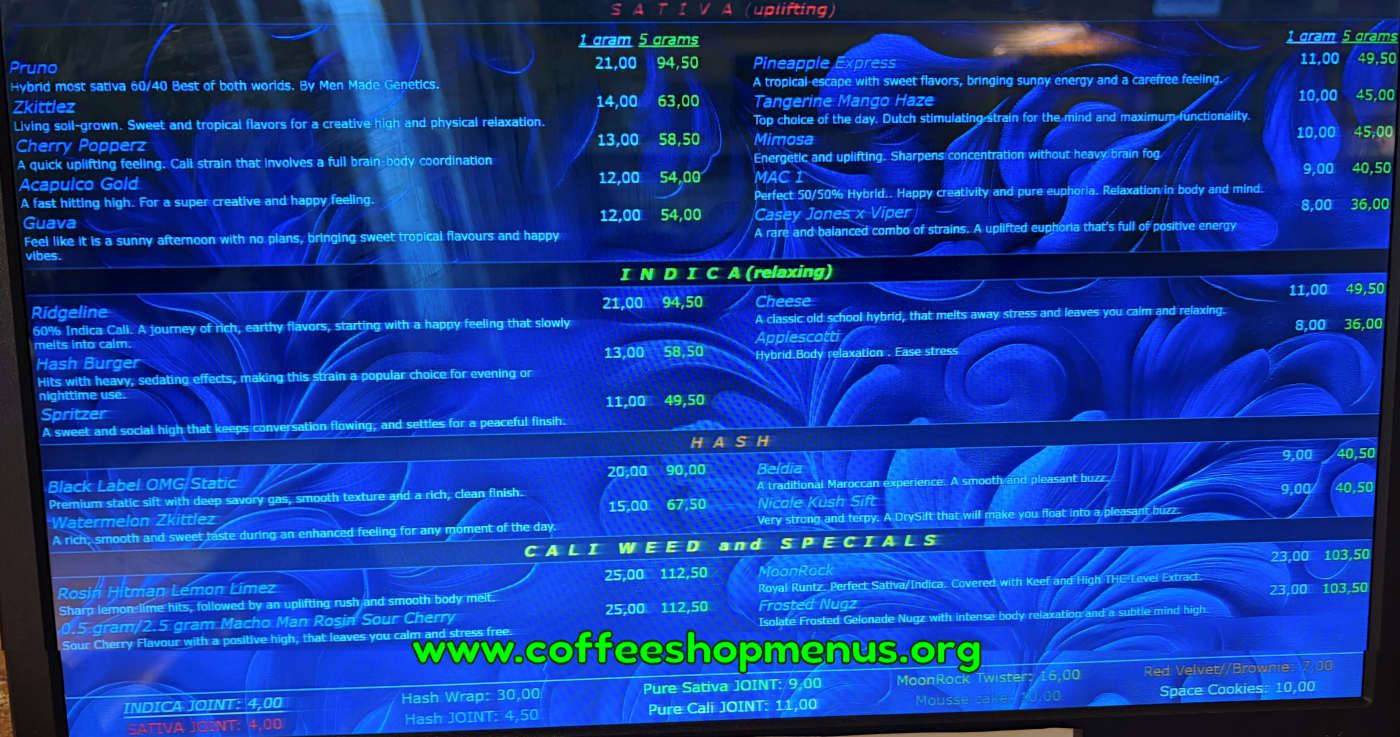 S A T I V A (uplifting)
1 gram 5 grams
Pruno 21,00 94,50
Hybrid most sativa 60/40 Best of both worlds. By Men Made Genetics.
Zkittlez 14,00 63,00
Living soil-grown. Sweet and tropical flavors for a creative high and physical relaxation.
Cherry Popperz 13,00 58,50
A quick uplifting feeling. Cali strain that involves a full brain-body coordination
Acapulco Gold 12,00 54,00
A fast hitting high. For a super creative and happy feeling.
Guava 12,00 54,00
Feel like it is a sunny afternoon with no plans, bringing sweet tropical flavours and happy
vibes.
1 gram 5 grams
Pineapple Express 11,00 49,50
A tropical escape with sweet flavors, bringing sunny energy and a carefree feeling.
Tangerine Mango Haze 10,00 45,00
Top choice of the day. Dutch stimulating strain for the mind and maximum functionality.
Mimosa 10,00 45,00
Energetic and uplifting. Sharpens concentration without heavy brain fog
MAC 1 9,00 40,50
Perfect 50/50% Hybrid.. Happy creativity and pure euphoria. Relaxation in body and mind.
Casey Jones x Viper 8,00 36,00
A rare and balanced combo of strains. A uplifted euphoria that's full of positive energy
I N D I C A (relaxing)
Ridgeline 21,00 94,50
60% Indica Cali. A journey of rich, earthy flavors, starting with a happy feeling that slowly
melts into calm.
Hash Burger 13,00 58,50
Hits with heavy, sedating effects, making this strain a popular choice for evening or
nighttime use.
Spritzer 11,00 49,50
A sweet and social high that keeps conversation flowing, and settles for a peaceful finsih.
Cheese 11,00 49,50
A classic old school hybrid, that melts away stress and leaves you calm and relaxing.
Applescotti 8,00 36,00
Hybrid.Body relaxation . Ease stress
H A S H
Black Label OMG Static 20,00 90,00
Premium static sift with deep savory gas, smooth texture and a rich, clean finish.
Watermelon Zkittlez 15,00 67,50
A rich, smooth and sweet taste during an enhanced feeling for any moment of the day.
Beldia 9,00 40,50
A traditional Maroccan experience. A smooth and pleasant buzz.
Nicole Kush Sift 9,00 40,50
Very strong and terpy. A DrySift that will make you float into a pleasant buzz.
C A L I W E E D and S P E C I A L S
Rosin Hitman Lemon Limez 25,00 112,50
Sharp lemon-lime hits, followed by an uplifting rush and smooth body melt.
0.5 gram/2.5 gram Macho Man Rosin Sour Cherry 25,00 112,50
Sour Cherry Flavour with a positive high, that leaves you calm and stress free.
MoonRock 23,00 103,50
Royal Runtz. Perfect Sativa/Indica. Covered with Keef and High THC Level Extract.
Frosted Nugz 23,00 103,50
Isolate Frosted Gelonade Nugz with intense body relaxation and a subtle mind high.
www.coffeeshopmenus.org
INDICA JOINT: 4,00
SATIVA JOINT: 4,00
Hash Wrap: 30,00
Hash JOINT: 4,50
Pure Sativa JOINT: 9,00
Pure Cali JOINT: 11,00
MoonRock Twister: 16,00
Mousse cake: 10.00
Red Velvet//Brownie: 7,00
Space Cookies: 10,00